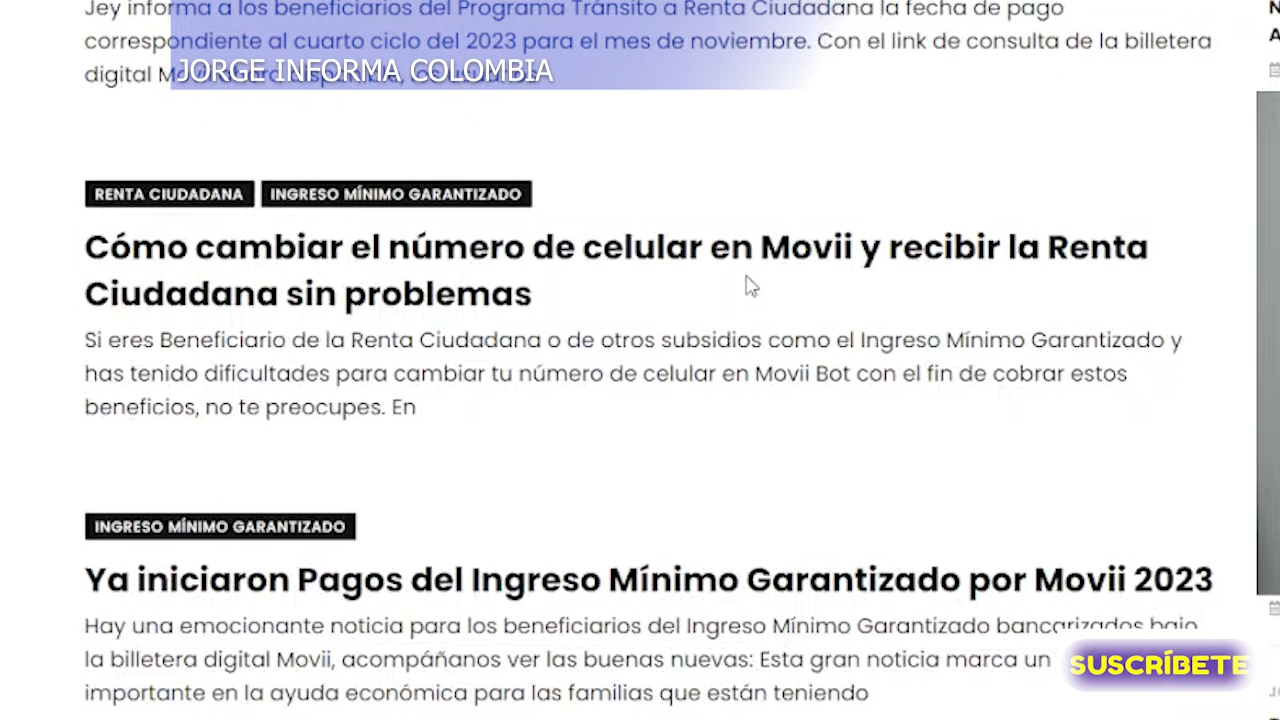 Jey informa a los beneficiarios del Programa Tránsito a Renta Ciudadana la fecha de pago
correspondiente al cuarto ciclo del 2023 para el mes de noviembre. Con el link de consulta de la billetera
digital
JORGE INFORMA COLOMBIA
RENTA CIUDADANA INGRESO MÍNIMO GARANTIZADO
Cómo cambiar el número de celular en Movii y recibir la Renta
Ciudadana sin problemas
Si eres Beneficiario de la Renta Ciudadana o de otros subsidios como el Ingreso Mínimo Garantizado y
has tenido dificultades para cambiar tu número de celular en Movii Bot con el fin de cobrar estos
beneficios, no te preocupes. En
INGRESO MÍNIMO GARANTIZADO
Ya iniciaron Pagos del Ingreso Mínimo Garantizado por Movii 2023
Hay una emocionante noticia para los beneficiarios del Ingreso Mínimo Garantizado bancarizados bajo
la billetera digital Movii, acompáñanos ver las buenas nuevas: Esta gran noticia marca un
importante en la ayuda económica para las familias que están teniendo
SUSCRÍBETE